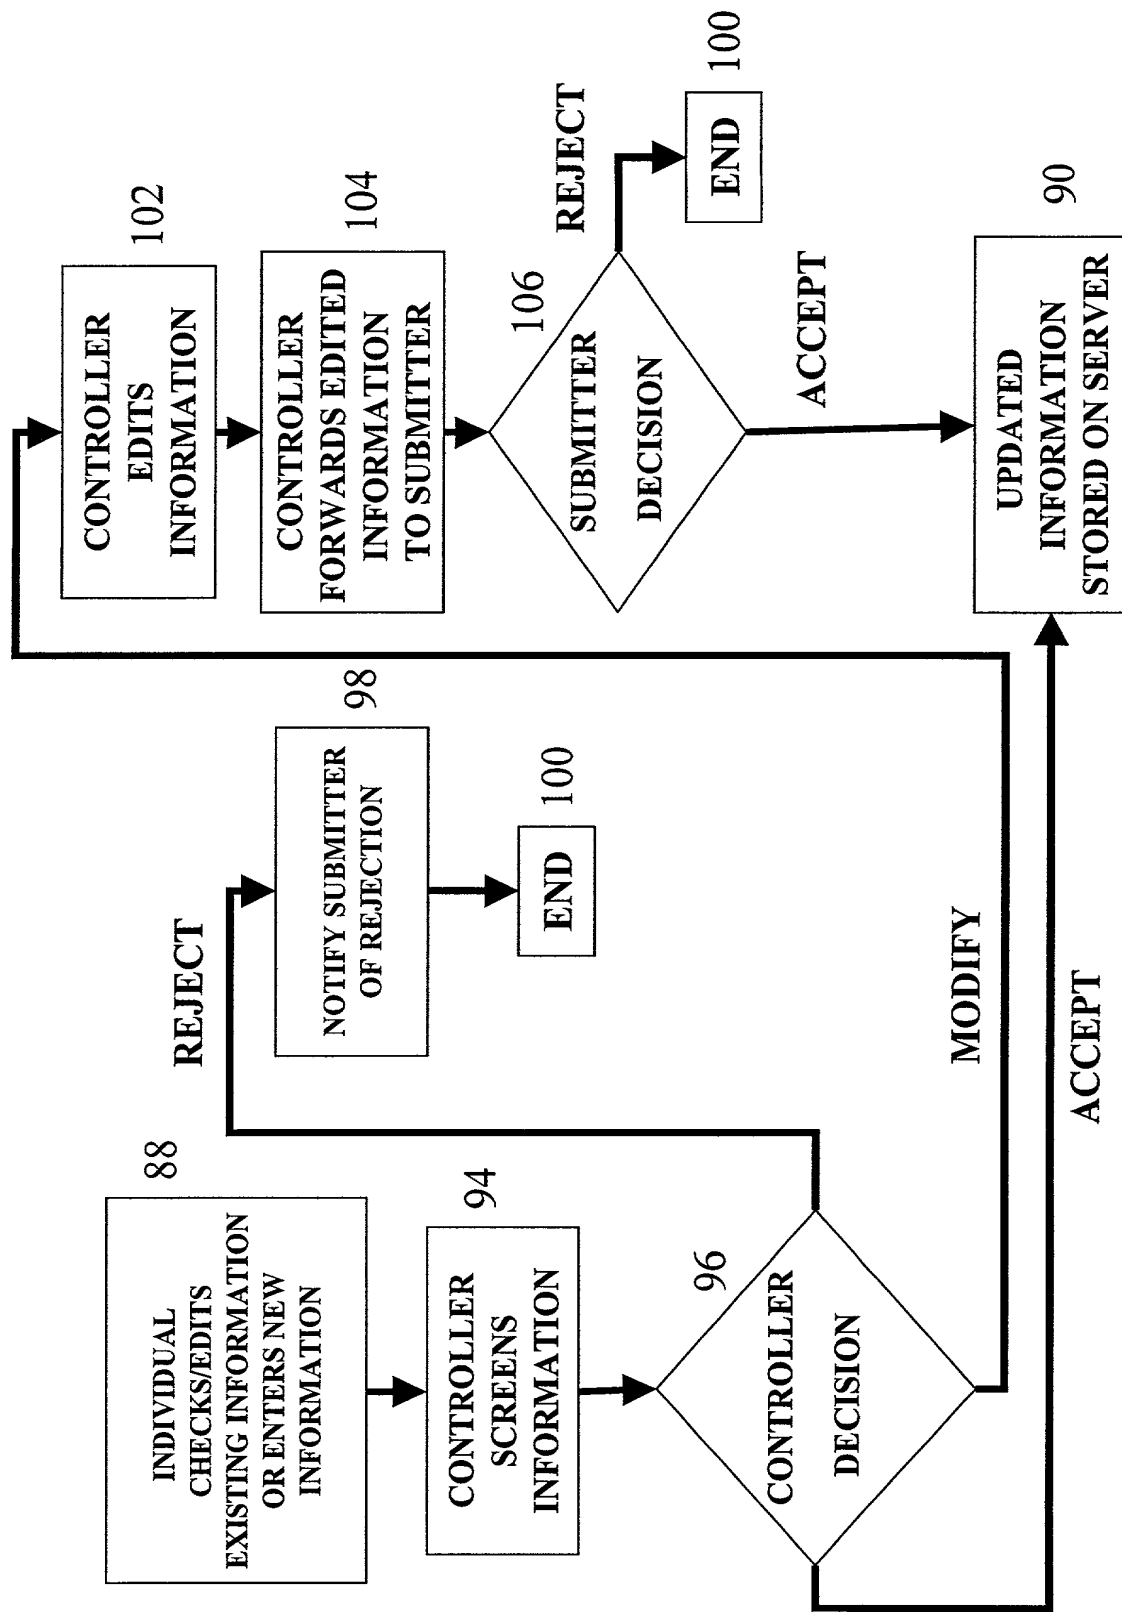 INDIVIDUAL
CHECKS/EDITS
EXISTING INFORMATION
OR ENTERS NEW
INFORMATION
88
CONTROLLER
SCREENS
INFORMATION
94
CONTROLLER
DECISION
96
REJECT
NOTIFY SUBMITTER
OF REJECTION
98
END
100
MODIFY
ACCEPT
CONTROLLER
EDITS
INFORMATION
102
CONTROLLER
FORWARDS EDITED
INFORMATION
TO SUBMITTER
104
SUBMITTER
DECISION
106
REJECT
END
100
ACCEPT
UPDATED
INFORMATION
STORED ON SERVER
90